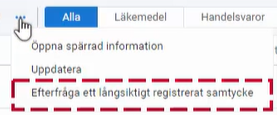 ... Alla Läkemedel Handelsvaror
Öppna spärrad information
Uppdatera
Efterfråga ett långsiktigt registrerat samtycke